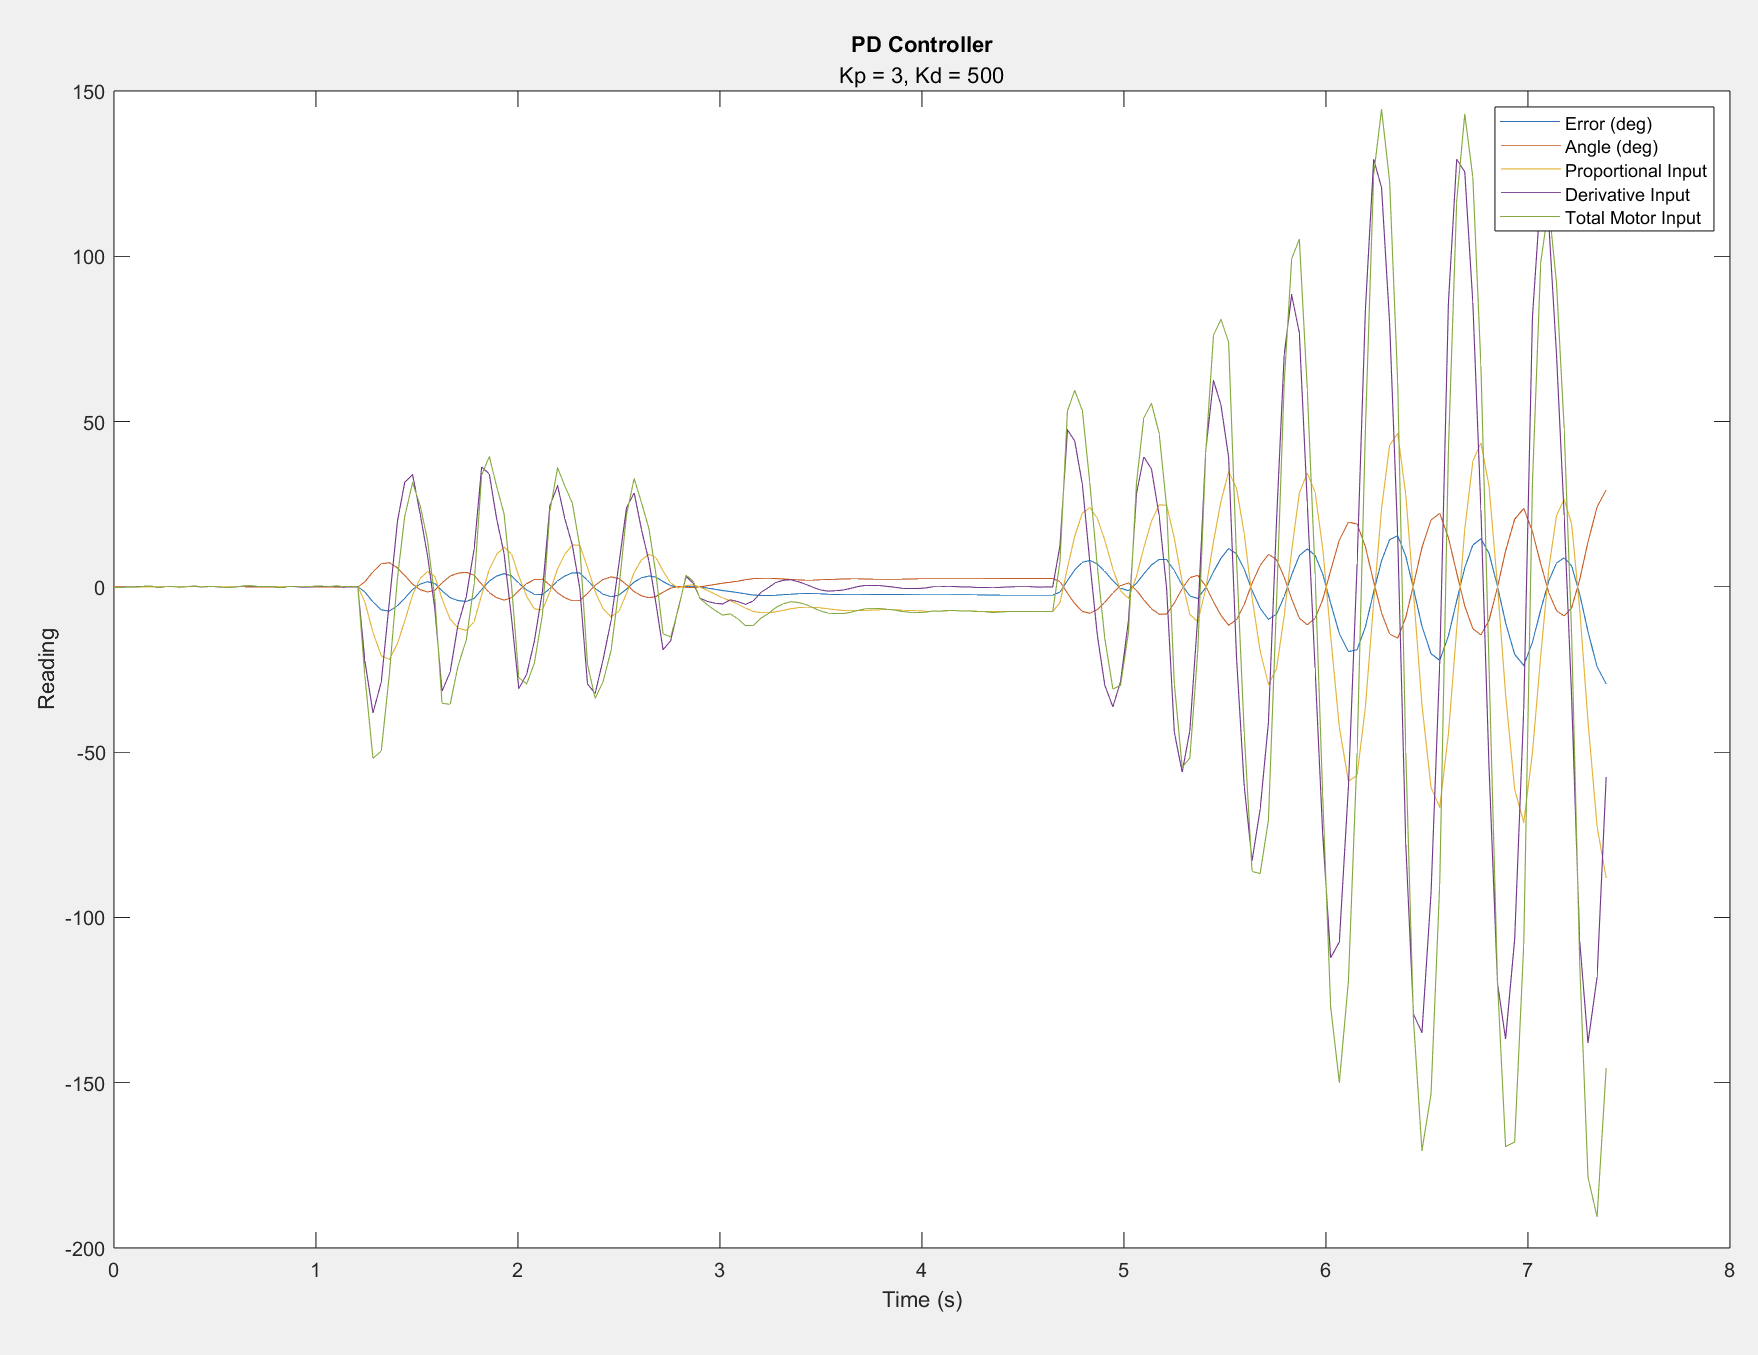 PD Controller
Kp = 3, Kd = 500
150
100
50
0
-50
-100
-150
-200
Reading
0 1 2 3 4 5 6 7 8
Time (s)
Error (deg)
Angle (deg)
Proportional Input
Derivative Input
Total Motor Input